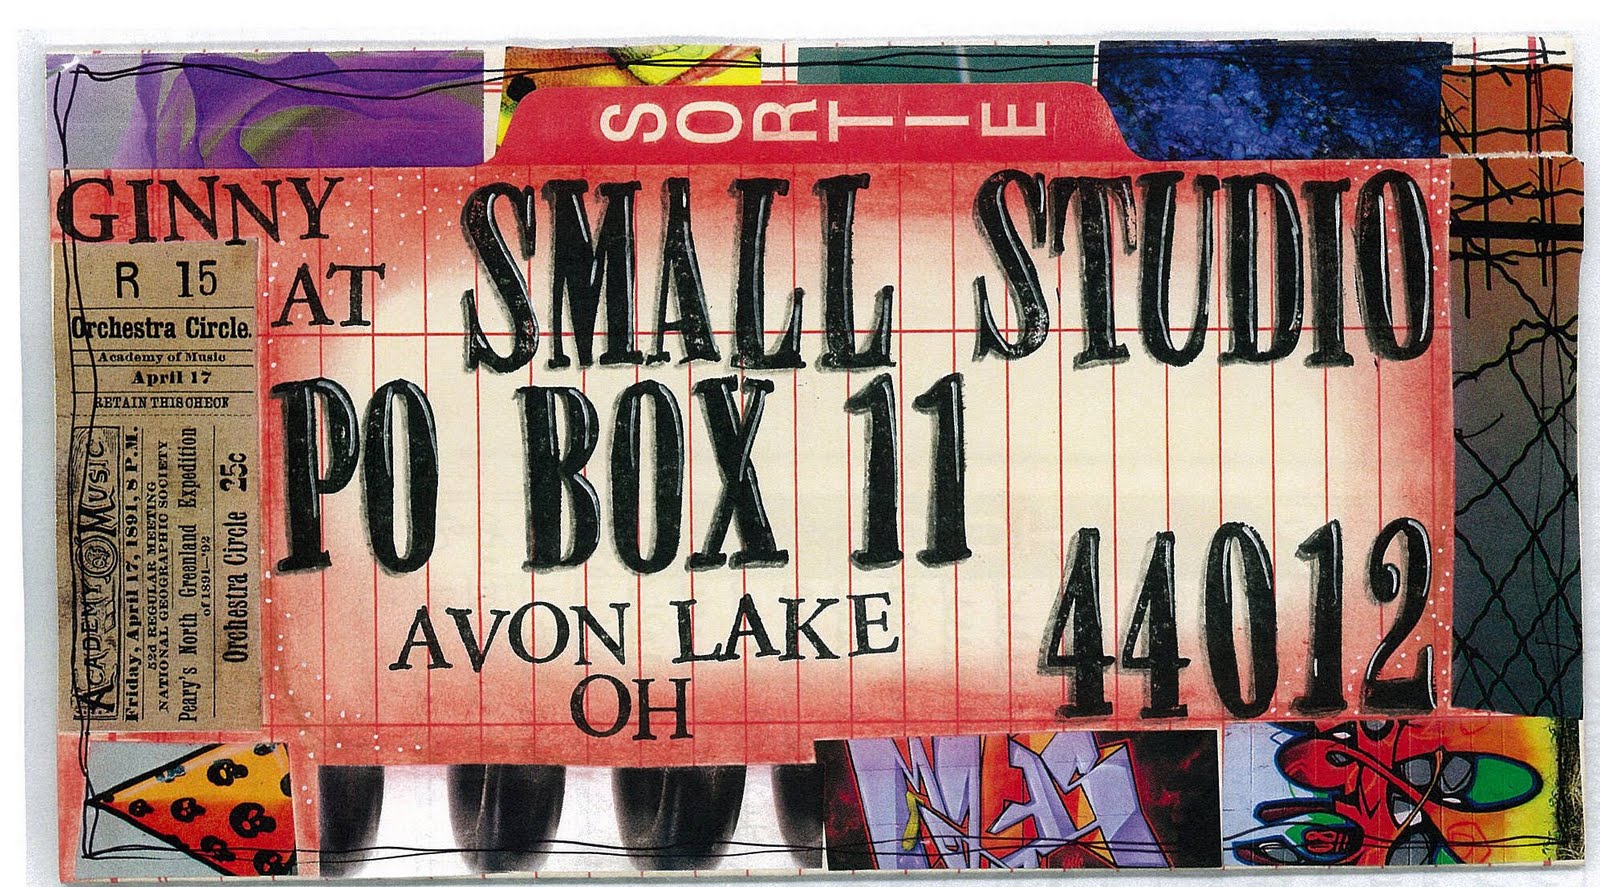 SORTIE
GINNY
AT
SMALL STUDIO
PO BOX 11
AVON LAKE
OH
44012
R 15
Orchestra Circle.
Academy of Music
April 17
RETAIN THIS CHECK
ACADEMY OF MUSIC
Friday, April 17, 1891, 8 P.M.
52d REGULAR MEETING
NATIONAL GEOGRAPHIC SOCIETY
Peary's North Greenland Expedition
of 1891-'92
Orchestra Circle 25c